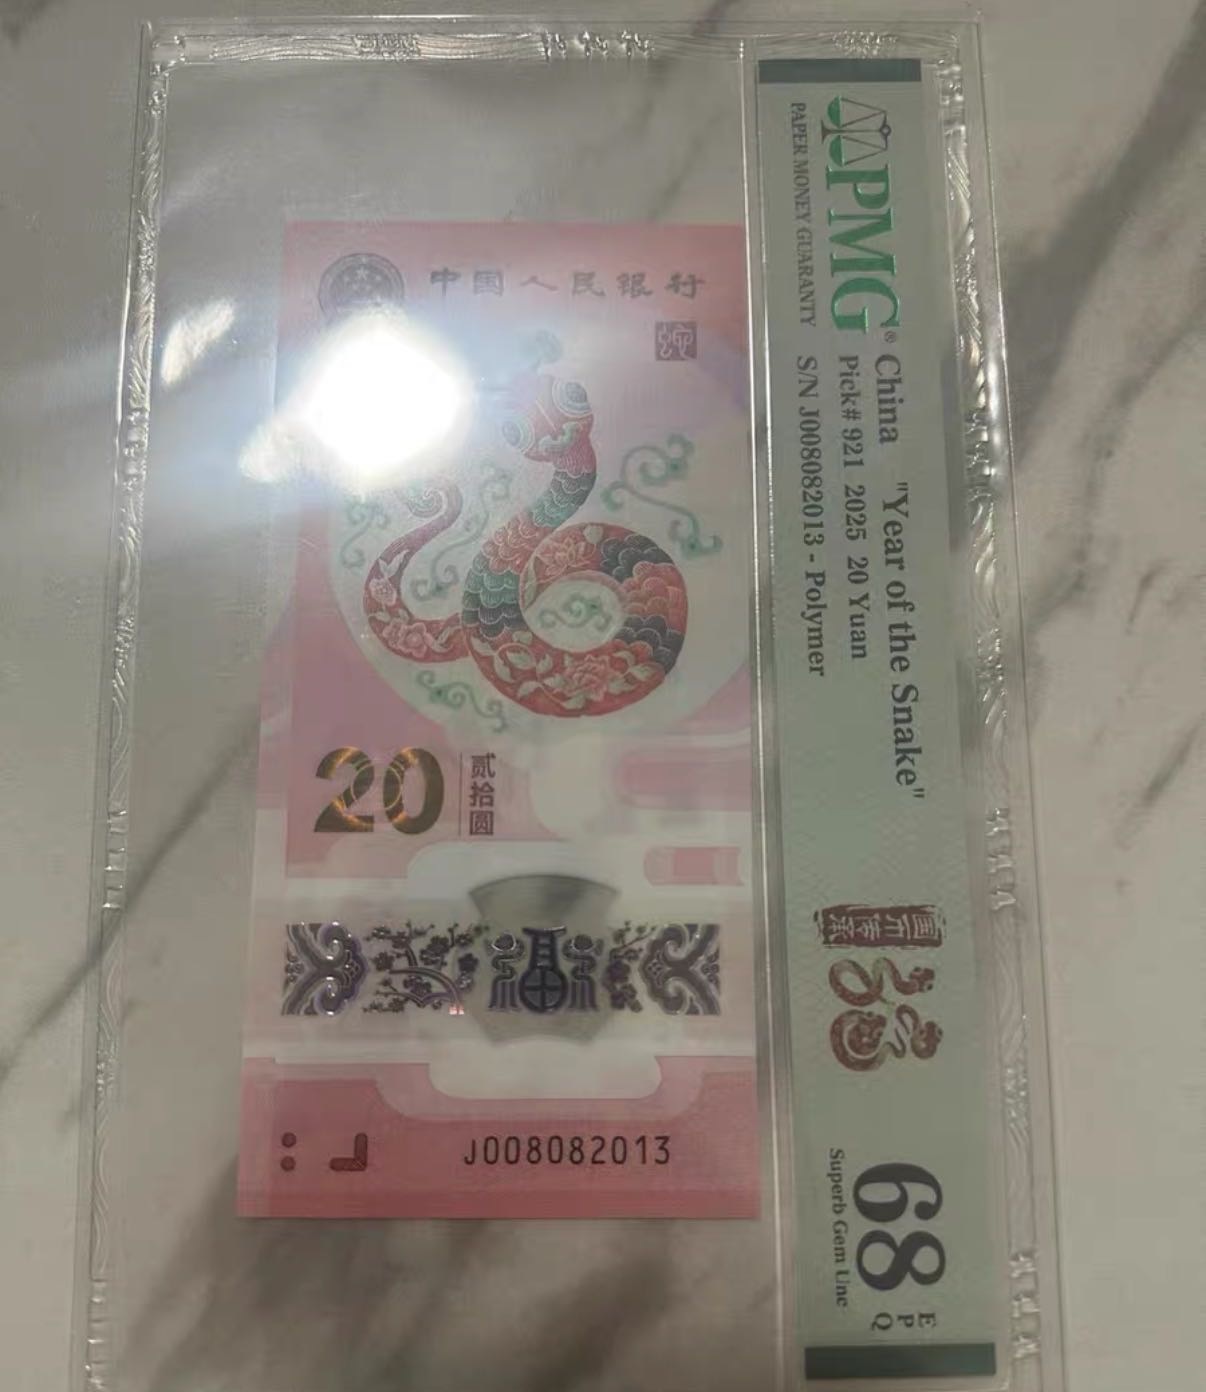 中国人民银行
蛇
20
贰拾圆
J008082013
PMG®
PAPER MONEY GUARANTY
China "Year of the Snake"
Pick# 921 2025 20 Yuan
S/N J008082013 - Polymer
68
EPQ
Superb Gem Unc